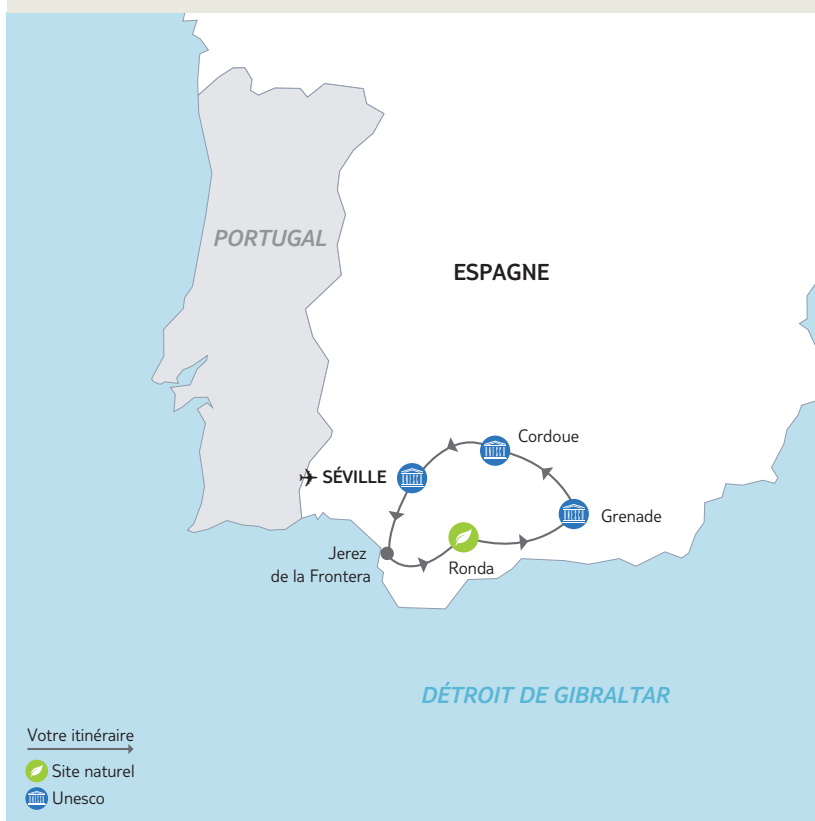 PORTUGAL
ESPAGNE
Cordoue
SÉVILLE
Grenade
Jerez
de la Frontera
Ronda
DÉTROIT DE GIBRALTAR
Votre itinéraire
Site naturel
Unesco